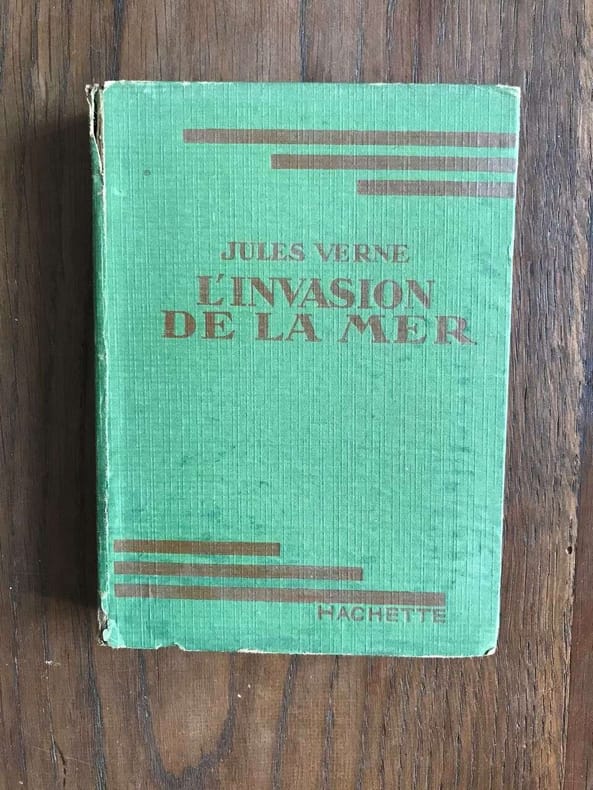 JULES VERNE
L'INVASION
DE LA MER
HACHETTE